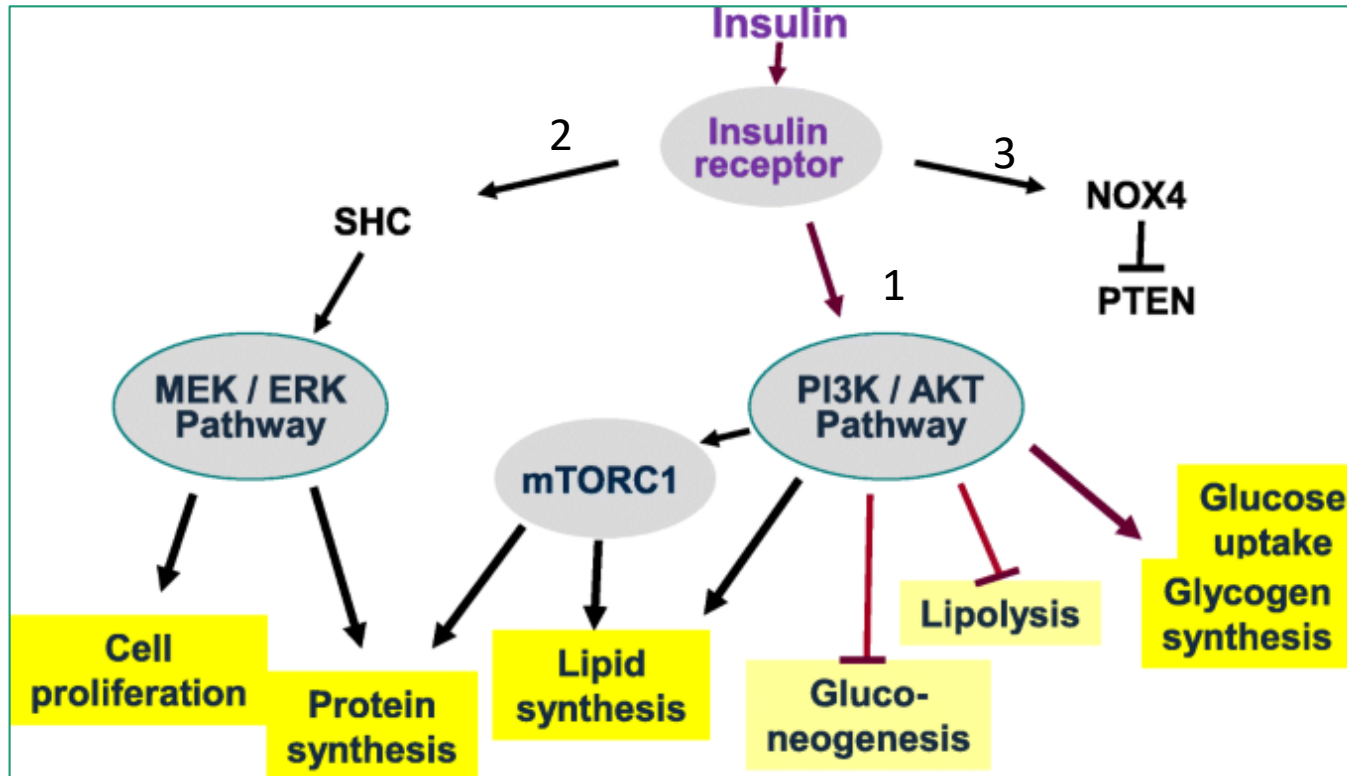 Insulin
Insulin
receptor
2
3
SHC
NOX4
PTEN
1
MEK / ERK
Pathway
PI3K / AKT
Pathway
mTORC1
Glucose
uptake
Glycogen
synthesis
Lipolysis
Cell
proliferation
Protein
synthesis
Lipid
synthesis
Gluco-
neogenesis